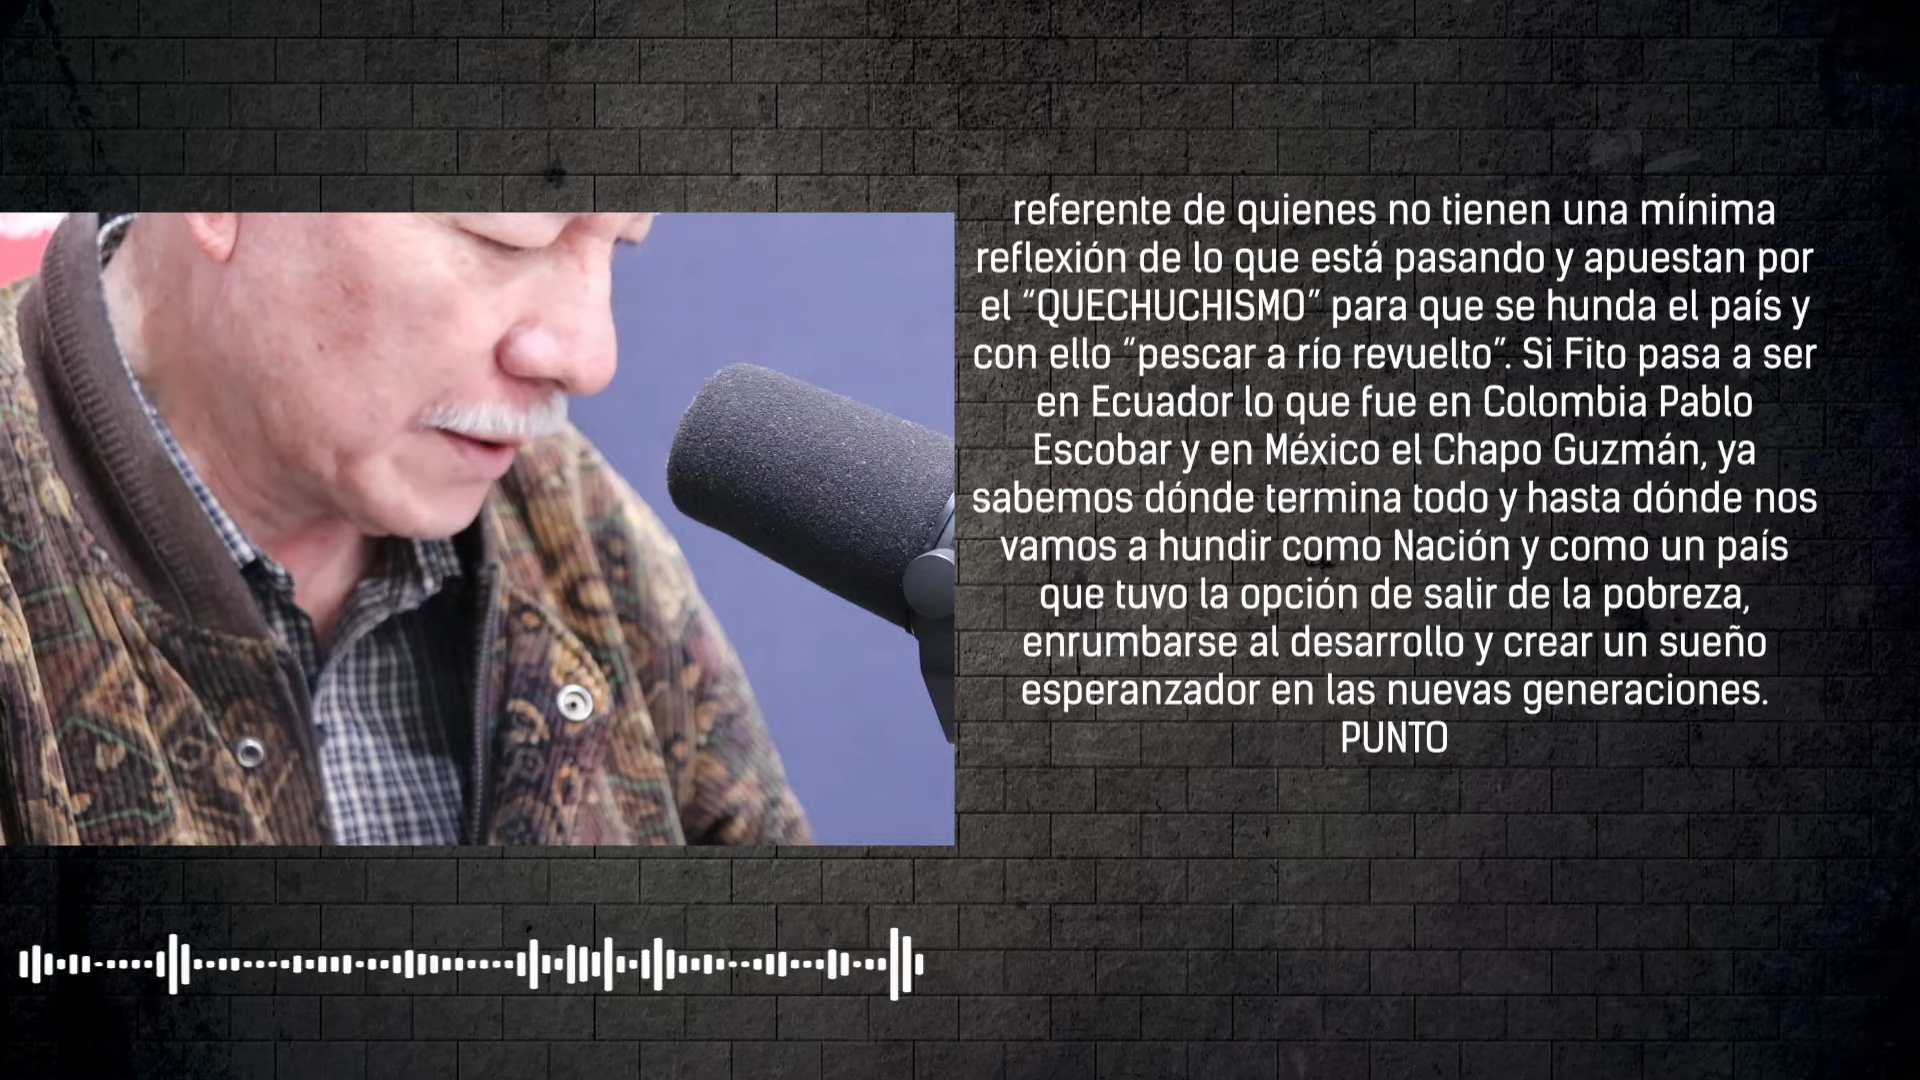 referente de quienes no tienen una mínima
reflexión de lo que está pasando y apuestan por
el “QUECHUCHISMO” para que se hunda el país y
con ello “pescar a río revuelto”. Si Fito pasa a ser
en Ecuador lo que fue en Colombia Pablo
Escobar y en México el Chapo Guzmán, ya
sabemos dónde termina todo y hasta dónde nos
vamos a hundir como Nación y como un país
que tuvo la opción de salir de la pobreza,
enrumbarse al desarrollo y crear un sueño
esperanzador en las nuevas generaciones.
PUNTO